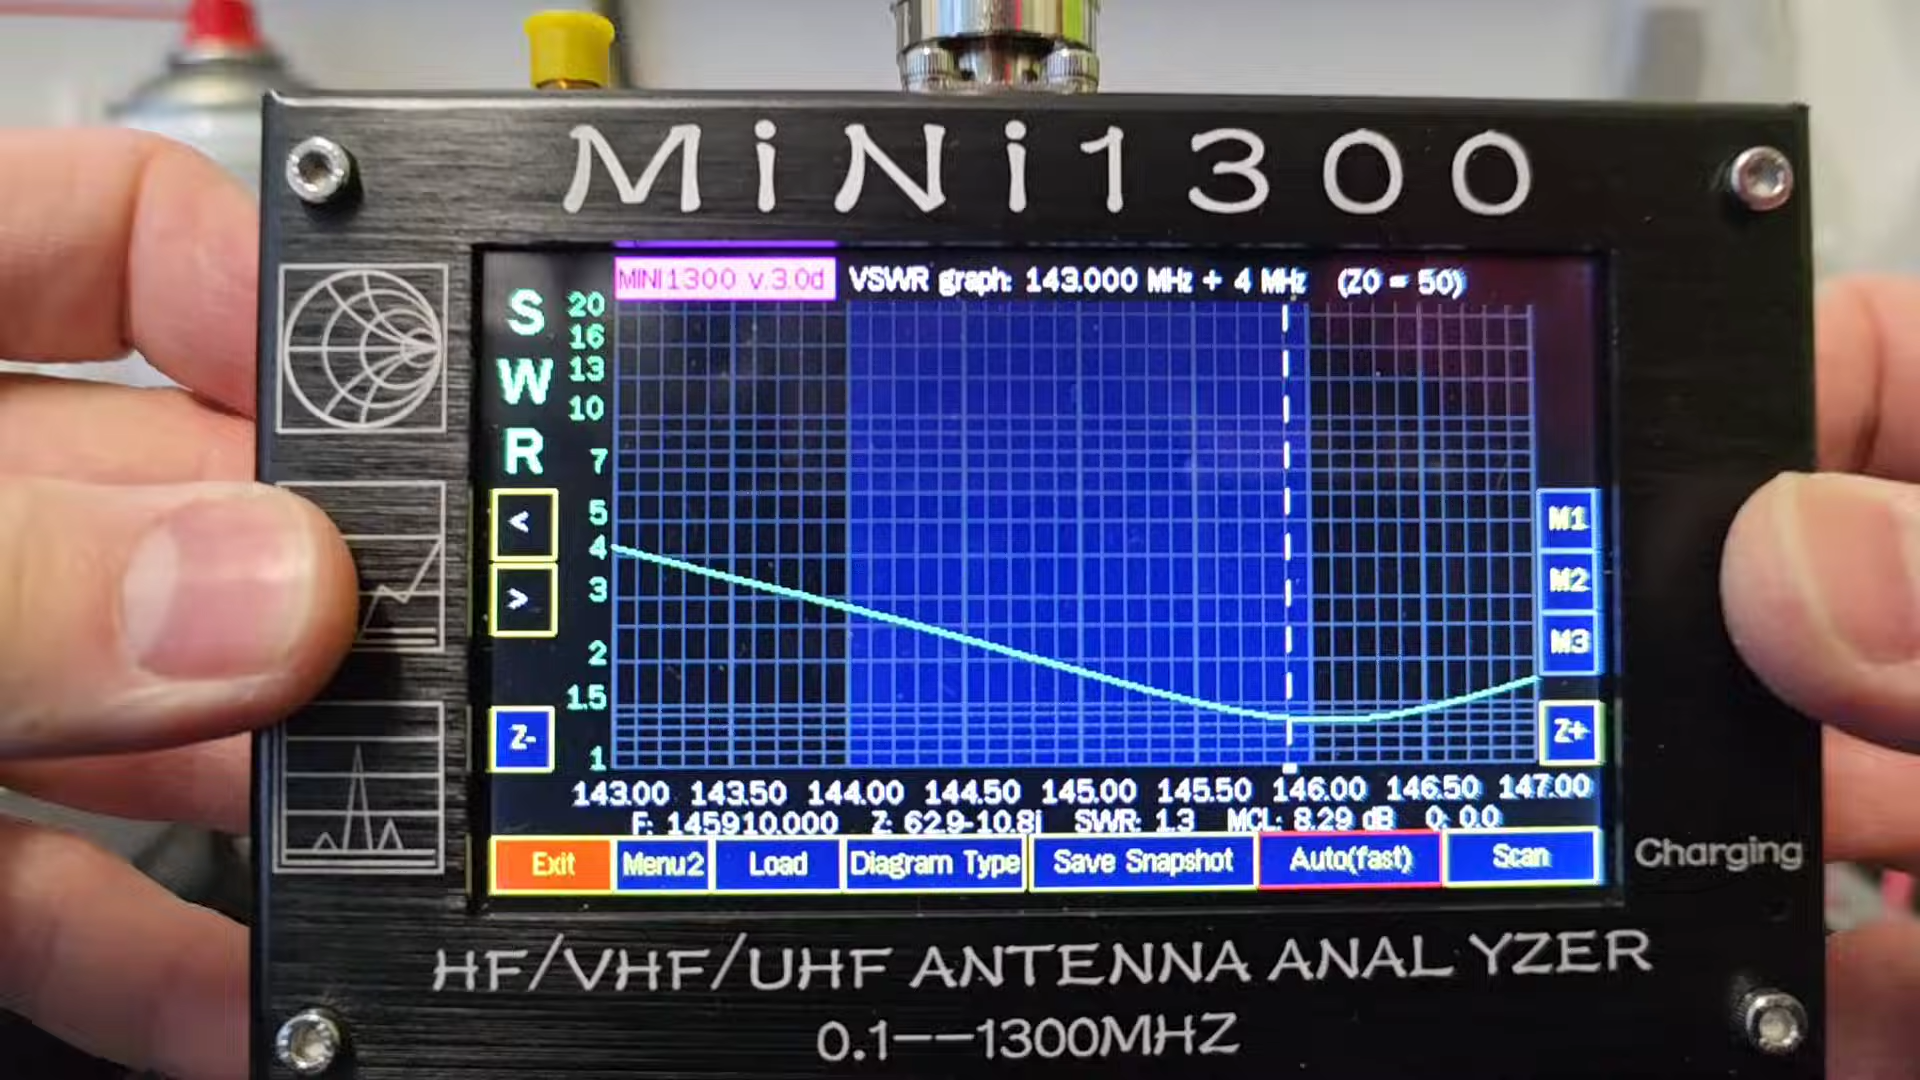 MiNi1300
MINI1300 v.3.0d VSWR graph: 143.000 MHz + 4 MHz (Z0 = 50)
SWR
20
16
13
10
7
5
4
3
2
1.5
1
<
>
Z-
M1
M2
M3
Z+
143.00 143.50 144.00 144.50 145.00 145.50 146.00 146.50 147.00
F: 145910.000 Z: 62.9-10.8j SWR: 1.3 MCL: 8.29 dB Q: 0.0
Exit Menu2 Load Diagram Type Save Snapshot Auto(fast) Scan
Charging
HF/VHF/UHF ANTENNA ANALYZER
0.1--1300MHZ